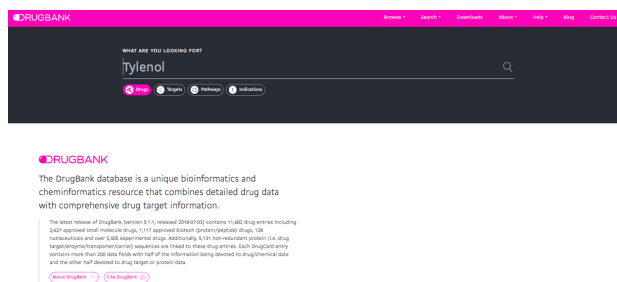 DRUGBANK
Browse Search Downloads About Help Blog Contact Us
WHAT ARE YOU LOOKING FOR?
Tylenol
Drugs Targets Pathways Indications
DRUGBANK
The DrugBank database is a unique bioinformatics and
cheminformatics resource that combines detailed drug data
with comprehensive drug target information.
The latest release of DrugBank (version 5.1.1, released 2018-07-03) contains 11,682 drug entries including
2,627 approved small molecule drugs, 1,117 approved biotech (protein/peptide) drugs, 128
nutraceuticals and over 5,505 experimental drugs. Additionally, 5,131 non-redundant protein (i.e. drug
target/enzyme/transporter/carrier) sequences are linked to these drug entries. Each DrugCard entry
contains more than 200 data fields with half of the information being devoted to drug/chemical data
and the other half devoted to drug target or protein data.
About DrugBank Cite DrugBank